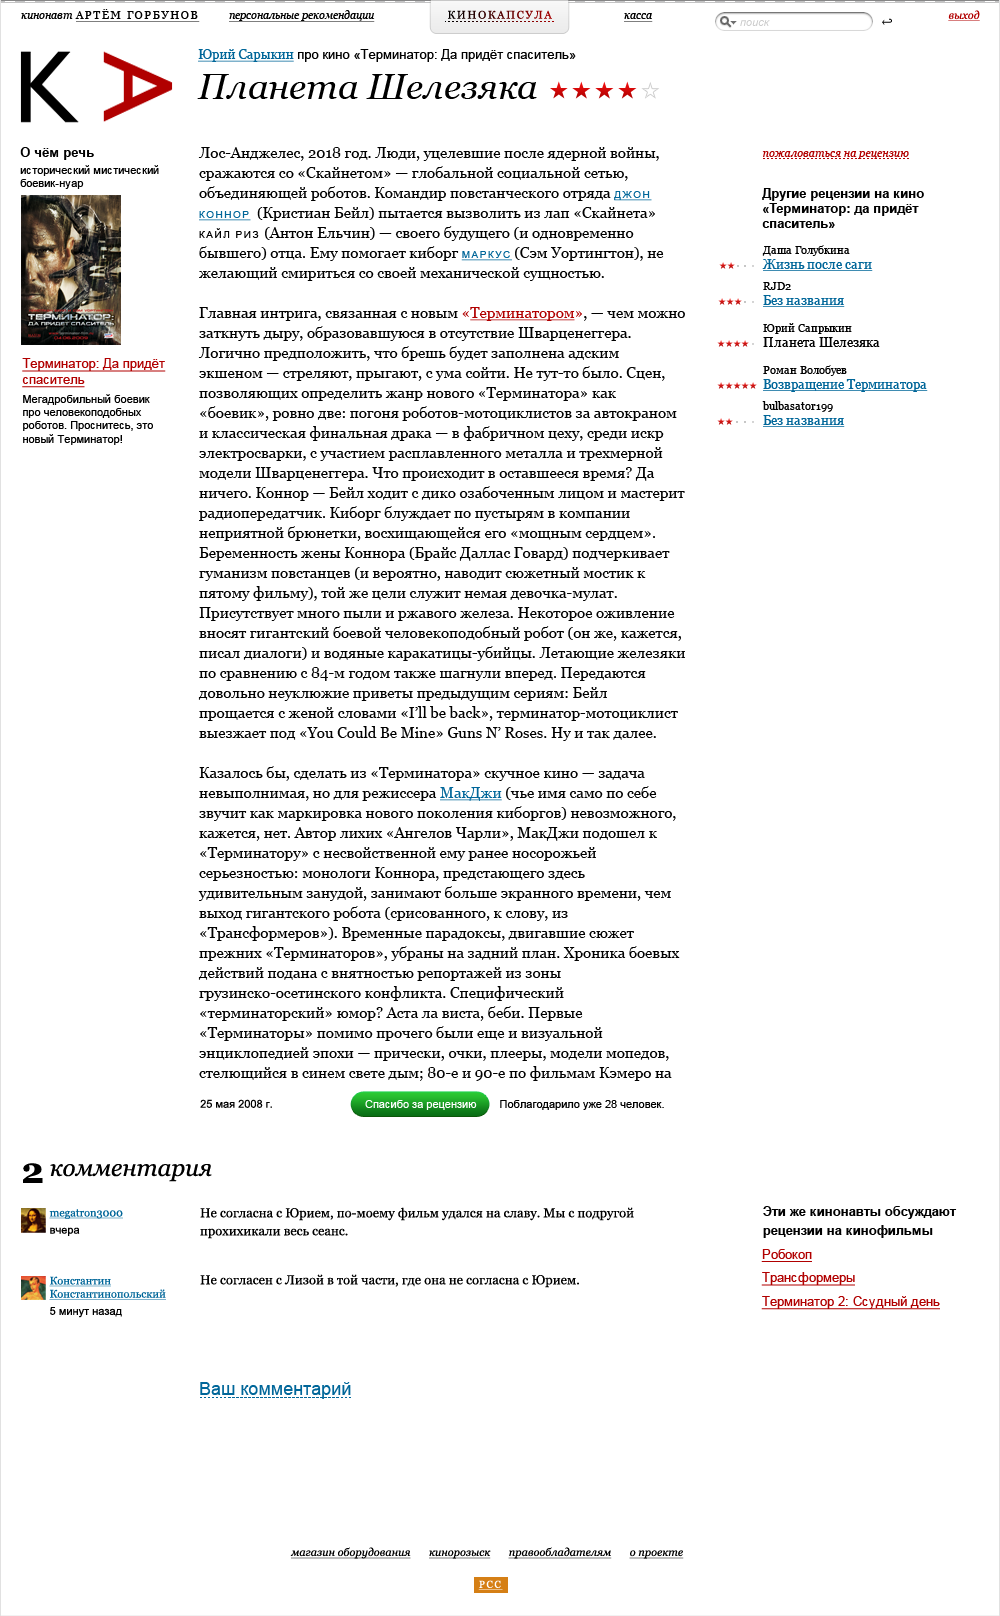 кинонавт АРТЁМ ГОРБУНОВ
персональные рекомендации
КИНОКАПСУЛА
касса
поиск
выход
К А
Юрий Сарыкин про кино «Терминатор: Да придёт спаситель»
Планета Шелезяка
О чём речь
исторический мистический
боевик-нуар
ТЕРМИНАТОР:
ДА ПРИДЕТ СПАСИТЕЛЬ
Терминатор: Да придёт
спаситель
Мегадробильный боевик
про человекоподобных
роботов. Проснитесь, это
новый Терминатор!
Лос-Анджелес, 2018 год. Люди, уцелевшие после ядерной войны,
сражаются со «Скайнетом» — глобальной социальной сетью,
объединяющей роботов. Командир повстанческого отряда ДЖОН
КОННОР (Кристиан Бейл) пытается вызволить из лап «Скайнета»
КАЙЛ РИЗ (Антон Ельчин) — своего будущего (и одновременно
бывшего) отца. Ему помогает киборг МАРКУС (Сэм Уортингтон), не
желающий смириться со своей механической сущностью.
Главная интрига, связанная с новым «Терминатором», — чем можно
заткнуть дыру, образовавшуюся в отсутствие Шварценеггера.
Логично предположить, что брешь будет заполнена адским
экшеном — стреляют, прыгают, с ума сойти. Не тут-то было. Сцен,
позволяющих определить жанр нового «Терминатора» как
«боевик», ровно две: погоня роботов-мотоциклистов за автокраном
и классическая финальная драка — в фабричном цеху, среди искр
электросварки, с участием расплавленного металла и трехмерной
модели Шварценеггера. Что происходит в оставшееся время? Да
ничего. Коннор — Бейл ходит с дико озабоченным лицом и мастерит
радиопередатчик. Киборг блуждает по пустырям в компании
неприятной брюнетки, восхищающейся его «мощным сердцем».
Беременность жены Коннора (Брайс Даллас Говард) подчеркивает
гуманизм повстанцев (и вероятно, наводит сюжетный мостик к
пятому фильму), той же цели служит немая девочка-мулат.
Присутствует много пыли и ржавого железа. Некоторое оживление
вносят гигантский боевой человекоподобный робот (он же, кажется,
писал диалоги) и водяные каракатицы-убийцы. Летающие железяки
по сравнению с 84-м годом также шагнули вперед. Передаются
довольно неуклюжие приветы предыдущим сериям: Бейл
прощается с женой словами «I'll be back», терминатор-мотоциклист
выезжает под «You Could Be Mine» Guns N' Roses. Ну и так далее.
Казалось бы, сделать из «Терминатора» скучное кино — задача
невыполнимая, но для режиссера МакДжи (чье имя само по себе
звучит как маркировка нового поколения киборгов) невозможного,
кажется, нет. Автор лихих «Ангелов Чарли», МакДжи подошел к
«Терминатору» с несвойственной ему ранее носорожьей
серьезностью: монологи Коннора, предстающего здесь
удивительным занудой, занимают больше экранного времени, чем
выход гигантского робота (срисованного, к слову, из
«Трансформеров»). Временные парадоксы, двигавшие сюжет
прежних «Терминаторов», убраны на задний план. Хроника боевых
действий подана с внятностью репортажей из зоны
грузинско-осетинского конфликта. Специфический
«терминаторский» юмор? Аста ла виста, беби. Первые
«Терминаторы» помимо прочего были еще и визуальной
энциклопедией эпохи — прически, очки, плееры, модели мопедов,
стелющийся в синем свете дым; 80-е и 90-е по фильмам Кэмеро на
25 мая 2008 г.
Спасибо за рецензию
Поблагодарило уже 28 человек.
пожаловаться на рецензию
Другие рецензии на кино
«Терминатор: да придёт
спаситель»
Даша Голубкина
Жизнь после саги
RJD2
Без названия
Юрий Сапрыкин
Планета Шелезяка
Роман Волобуев
Возвращение Терминатора
bulbasator199
Без названия
2 комментария
megatron3000
вчера
Не согласна с Юрием, по-моему фильм удался на славу. Мы с подругой
прохихикали весь сеанс.
Константин
Константинопольский
5 минут назад
Не согласен с Лизой в той части, где она не согласна с Юрием.
Эти же кинонавты обсуждают
рецензии на кинофильмы
Робокоп
Трансформеры
Терминатор 2: Ссудный день
Ваш комментарий
магазин оборудования
кинорозыск
правообладателям
о проекте
РСС